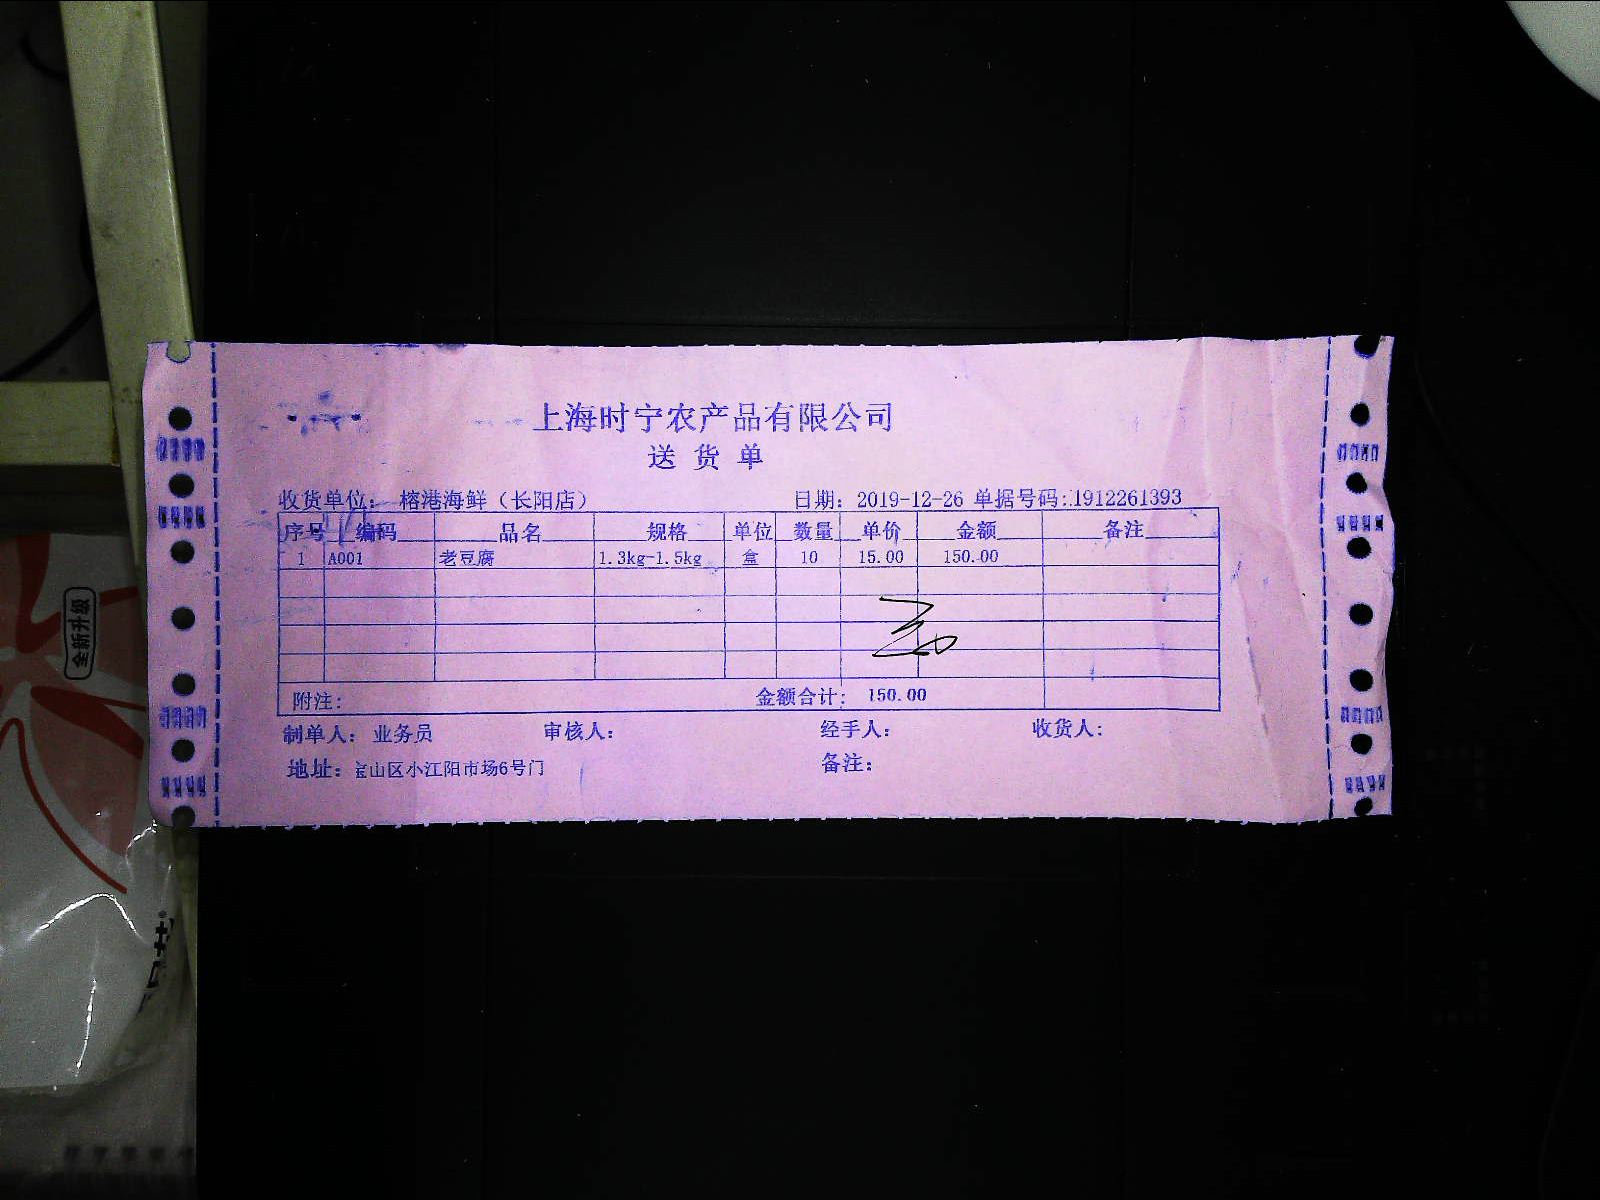 上海时宁农产品有限公司
送货单
收货单位: 榕港海鲜（长阳店） 日期: 2019-12-26 单据号码:1912261393
序号 编码 品名 规格 单位 数量 单价 金额 备注
1 A001 老豆腐 1.3kg-1.5kg 盒 10 15.00 150.00
附注: 金额合计: 150.00
制单人: 业务员 审核人: 经手人: 收货人:
地址: 宝山区小江阳市场6号门 备注:
全新升级